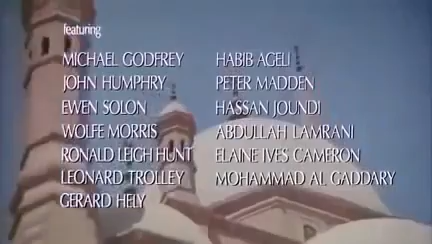 featuring
MICHAEL GODFREY
JOHN HUMPHRY
EWEN SOLON
WOLFE MORRIS
RONALD LEIGH HUNT
LEONARD TROLLEY
GERARD HELY
HABIB AGELI
PETER MADDEN
HASSAN JOUNDI
ABDULLAH LAMRANI
ELAINE IVES CAMERON
MOHAMMAD AL GADDARY